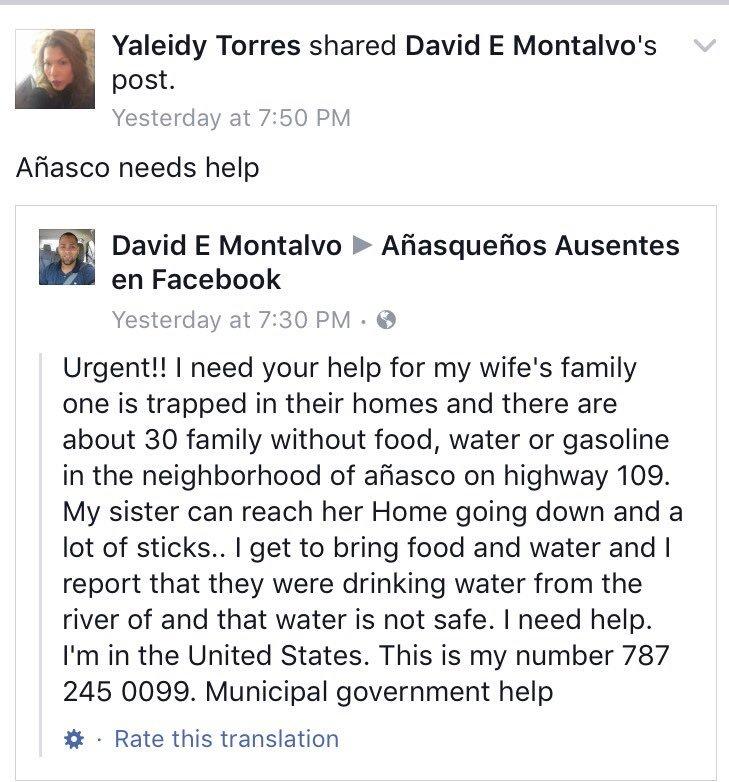 Yaleidy Torres shared David E Montalvo's
post.
Yesterday at 7:50 PM
Añasco needs help
David E Montalvo ▶ Añasqueños Ausentes
en Facebook
Yesterday at 7:30 PM ·
Urgent!! I need your help for my wife's family
one is trapped in their homes and there are
about 30 family without food, water or gasoline
in the neighborhood of añasco on highway 109.
My sister can reach her Home going down and a
lot of sticks.. I get to bring food and water and I
report that they were drinking water from the
river of and that water is not safe. I need help.
I'm in the United States. This is my number 787
245 0099. Municipal government help
· Rate this translation